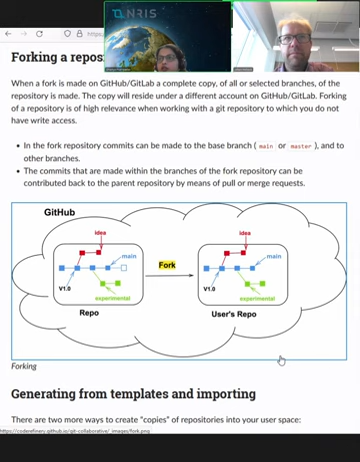 NRIS
https:
Forking a repos
When a fork is made on GitHub/GitLab a complete copy, of all or selected branches, of the
repository is made. The copy will reside under a different account on GitHub/GitLab. Forking
of a repository is of high relevance when working with a git repository to which you do not
have write access.
• In the fork repository commits can be made to the base branch ( main or master ), and to
other branches.
• The commits that are made within the branches of the fork repository can be
contributed back to the parent repository by means of pull or merge requests.
GitHub
idea
main
V1.0
experimental
Repo
Fork
idea
main
V1.0
experimental
User's Repo
Forking
Generating from templates and importing
There are two more ways to create "copies" of repositories into your user space:
https://coderefinery.github.io/git-collaborative/_images/fork.png